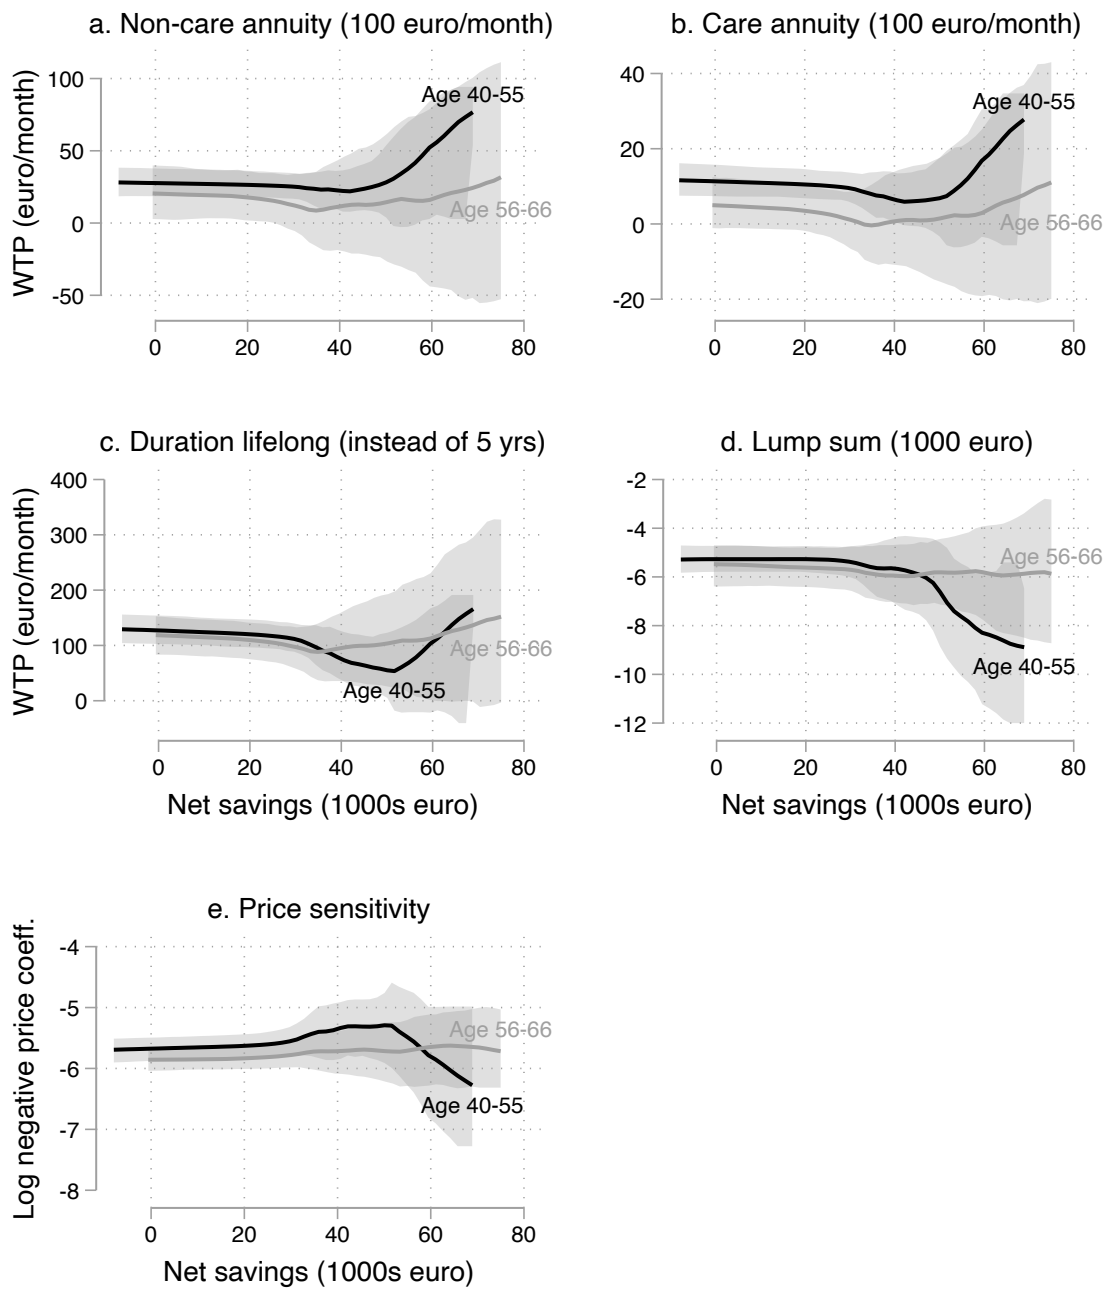 a. Non-care annuity (100 euro/month)
WTP (euro/month)
100
50
0
-50
Age 40-55
Age 56-66
0 20 40 60 80
b. Care annuity (100 euro/month)
40
20
0
-20
Age 40-55
Age 56-66
0 20 40 60 80
c. Duration lifelong (instead of 5 yrs)
WTP (euro/month)
400
300
200
100
0
Age 56-66
Age 40-55
0 20 40 60 80
Net savings (1000s euro)
d. Lump sum (1000 euro)
-2
-4
-6
-8
-10
-12
Age 56-66
Age 40-55
0 20 40 60 80
Net savings (1000s euro)
e. Price sensitivity
Log negative price coeff.
-4
-5
-6
-7
-8
Age 56-66
Age 40-55
0 20 40 60 80
Net savings (1000s euro)